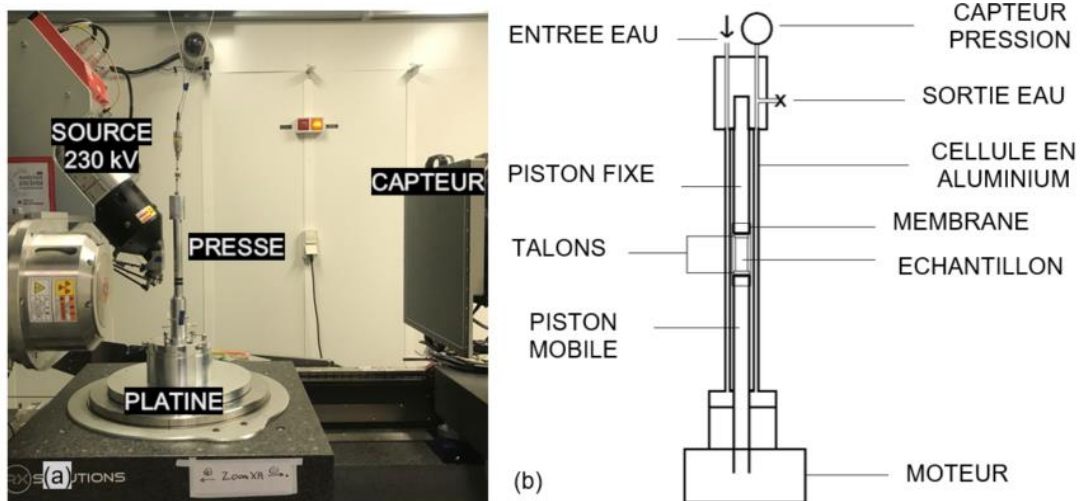 SOURCE
230 kV
CAPTEUR
PRESSE
PLATINE
(a)
RX SOLUTIONS
ZoomXA
ENTREE EAU
CAPTEUR
PRESSION
SORTIE EAU
PISTON FIXE
CELLULE EN
ALUMINIUM
MEMBRANE
TALONS
ECHANTILLON
PISTON
MOBILE
(b)
MOTEUR